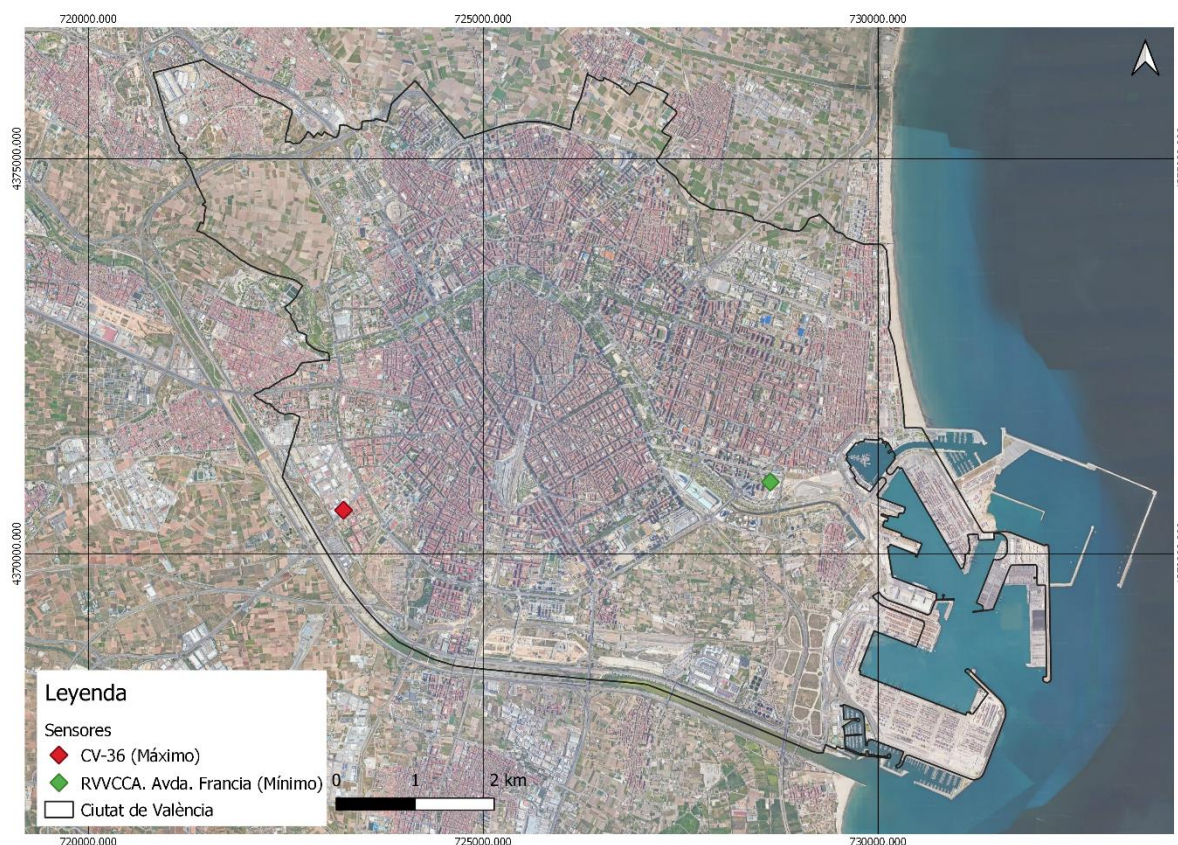 720000.000 725000.000 730000.000
4375000.000
4370000.000
Leyenda
Sensores
CV-36 (Máximo)
RVVCCA. Avda. Francia (Mínimo)
Ciutat de València
0 1 2 km
720000.000 725000.000 730000.000